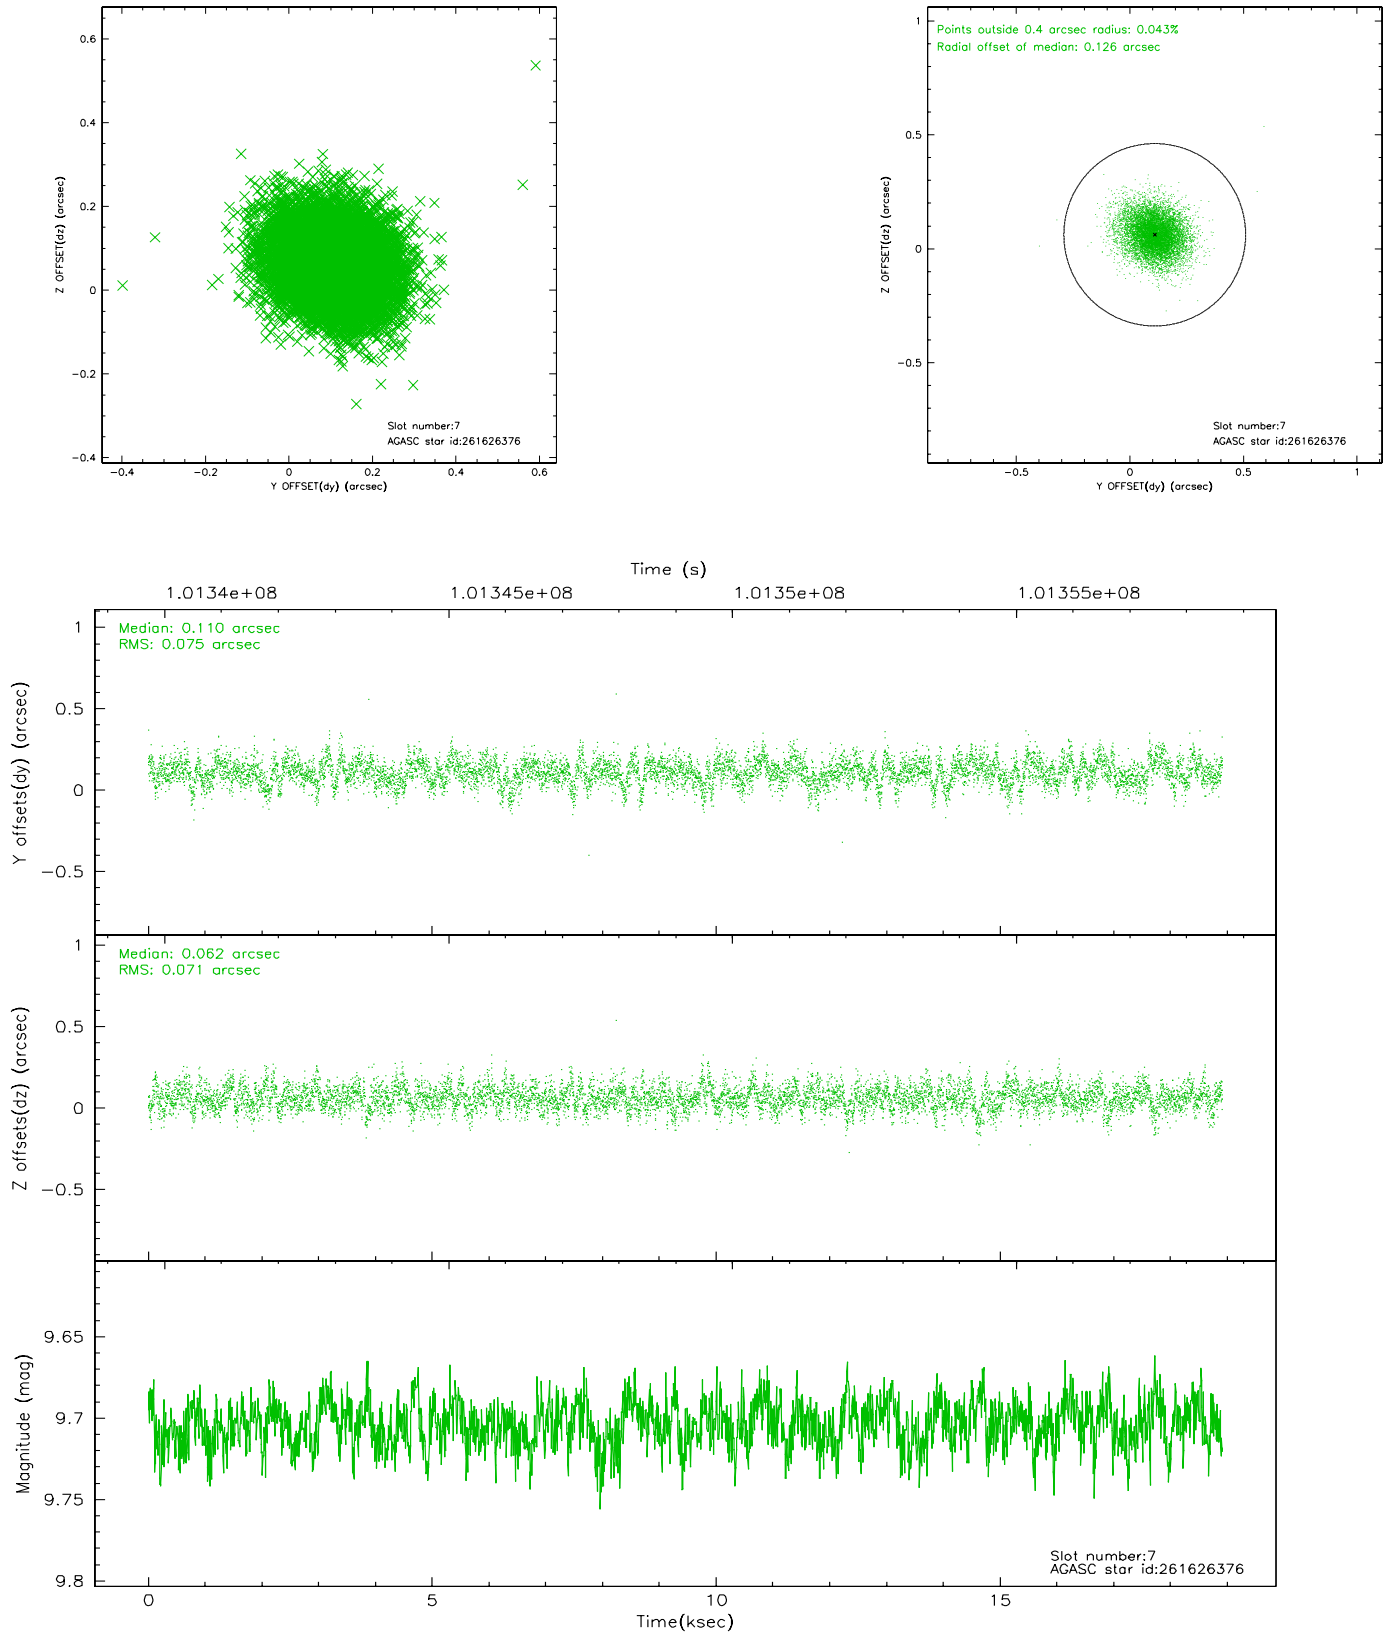 0.6
0.4
0.2
0
−0.2
−0.4
−0.4
−0.2
0
0.2
0.4
0.6
Z OFFSET(dz) (arcsec)
Y OFFSET(dy) (arcsec)
Slot number:7
AGASC star id:261626376
Points outside 0.4 arcsec radius: 0.043%
Radial offset of median: 0.126 arcsec
1
0.5
0
−0.5
−0.5
0
0.5
1
Z OFFSET(dz) (arcsec)
Y OFFSET(dy) (arcsec)
Slot number:7
AGASC star id:261626376
Time (s)
1.0134e+08
1.01345e+08
1.0135e+08
1.01355e+08
Median: 0.110 arcsec
RMS: 0.075 arcsec
1
0.5
0
−0.5
Y offsets(dy) (arcsec)
Median: 0.062 arcsec
RMS: 0.071 arcsec
1
0.5
0
−0.5
Z offsets(dz) (arcsec)
9.65
9.7
9.75
9.8
Magnitude (mag)
Slot number:7
AGASC star id:261626376
0
5
10
15
Time(ksec)